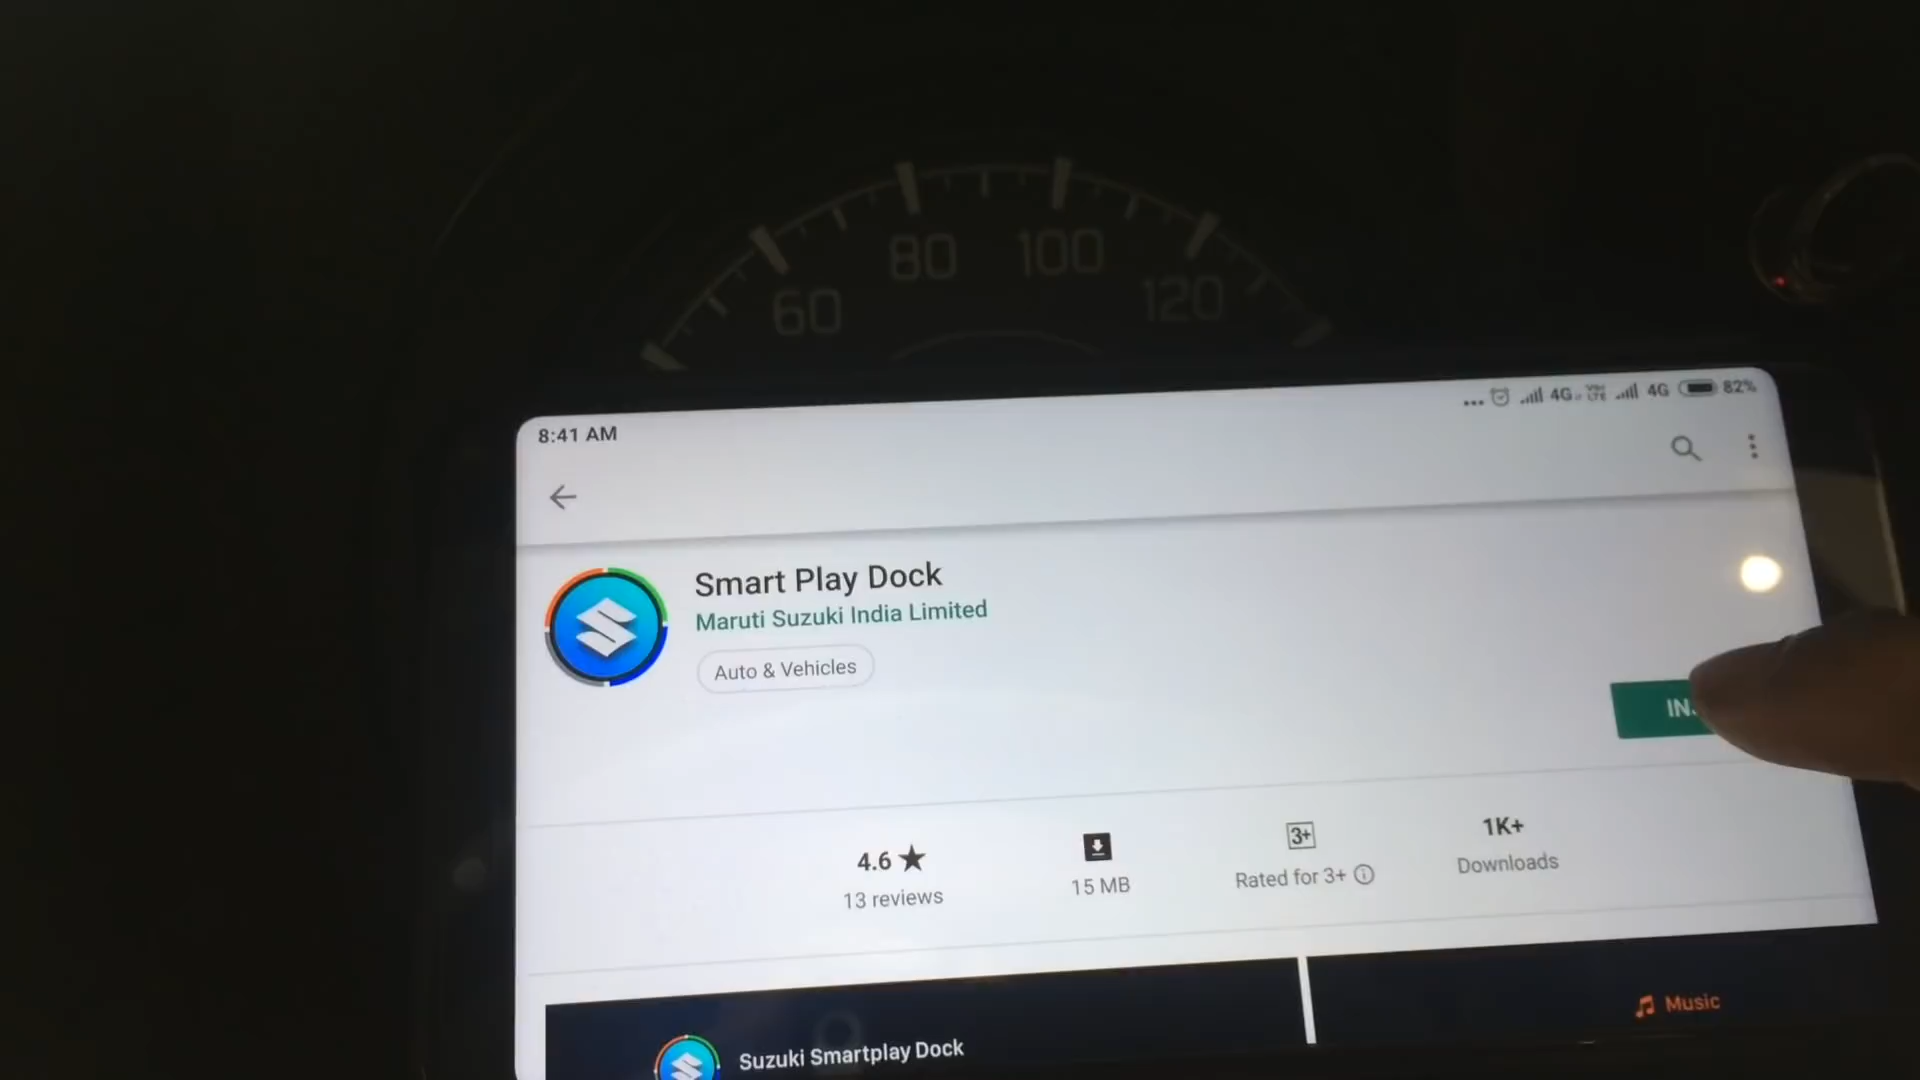 60
80
100
120
8:41 AM
4G
4G
82%
Smart Play Dock
Maruti Suzuki India Limited
Auto & Vehicles
4.6 ★
13 reviews
15 MB
3+
Rated for 3+
1K+
Downloads
Music
Suzuki Smartplay Dock